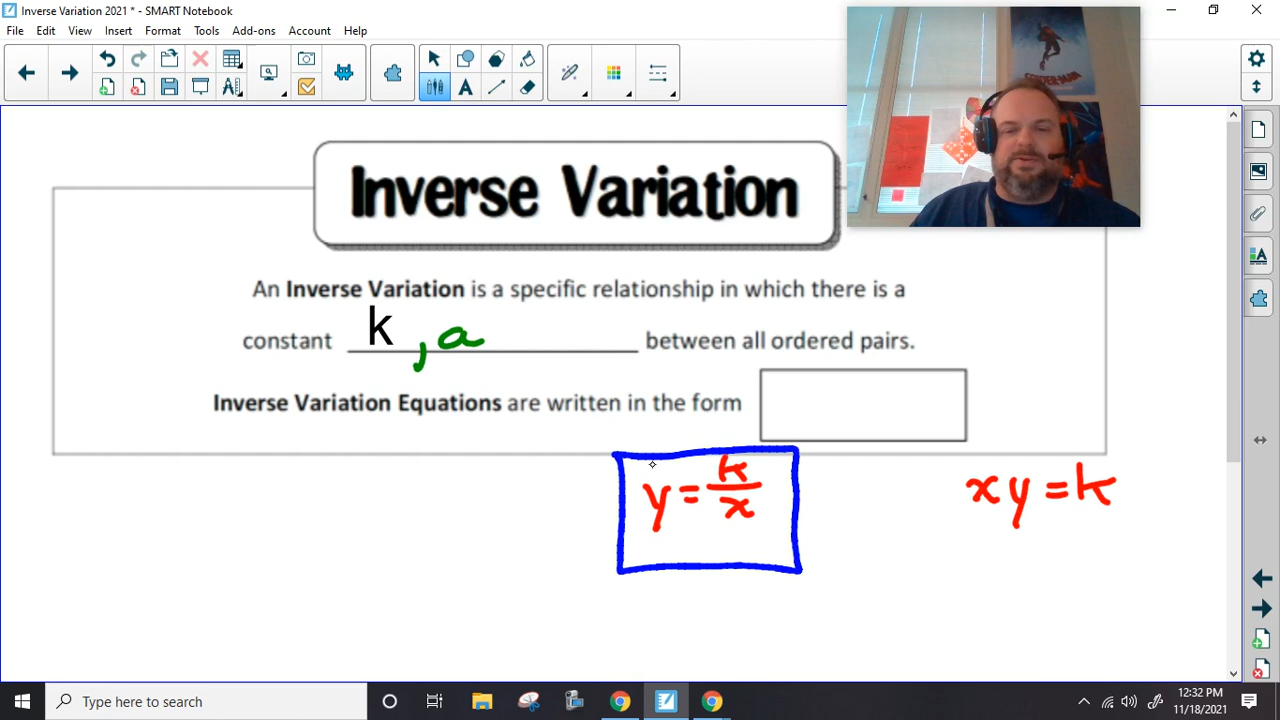 Inverse Variation 2021 * - SMART Notebook
File Edit View Insert Format Tools Add-ons Account Help
SPIDER-MAN
Inverse Variation
An Inverse Variation is a specific relationship in which there is a
constant k , a between all ordered pairs.
Inverse Variation Equations are written in the form
y = k/x
xy = k
Type here to search
12:32 PM
11/18/2021